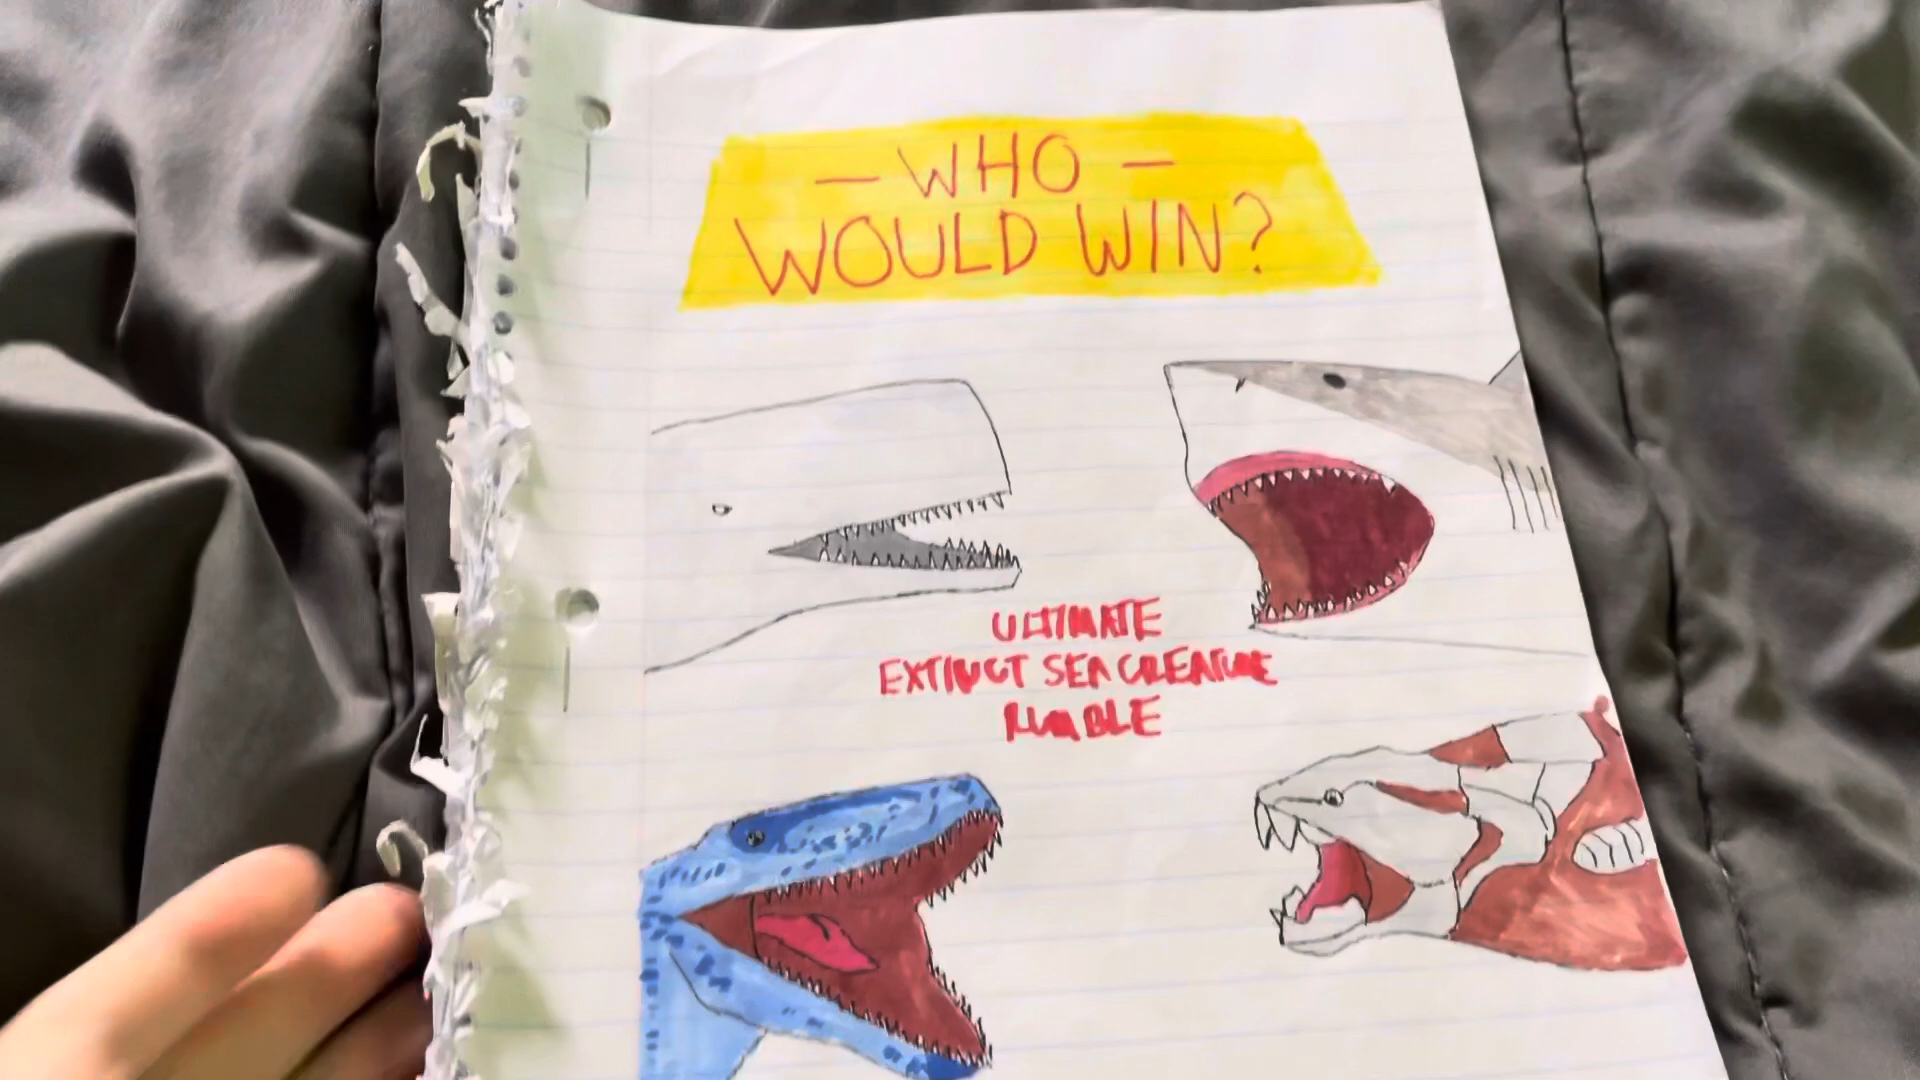 — WHO —
WOULD WIN?
ULTIMATE
EXTINCT SEA CREATURE
RUMBLE